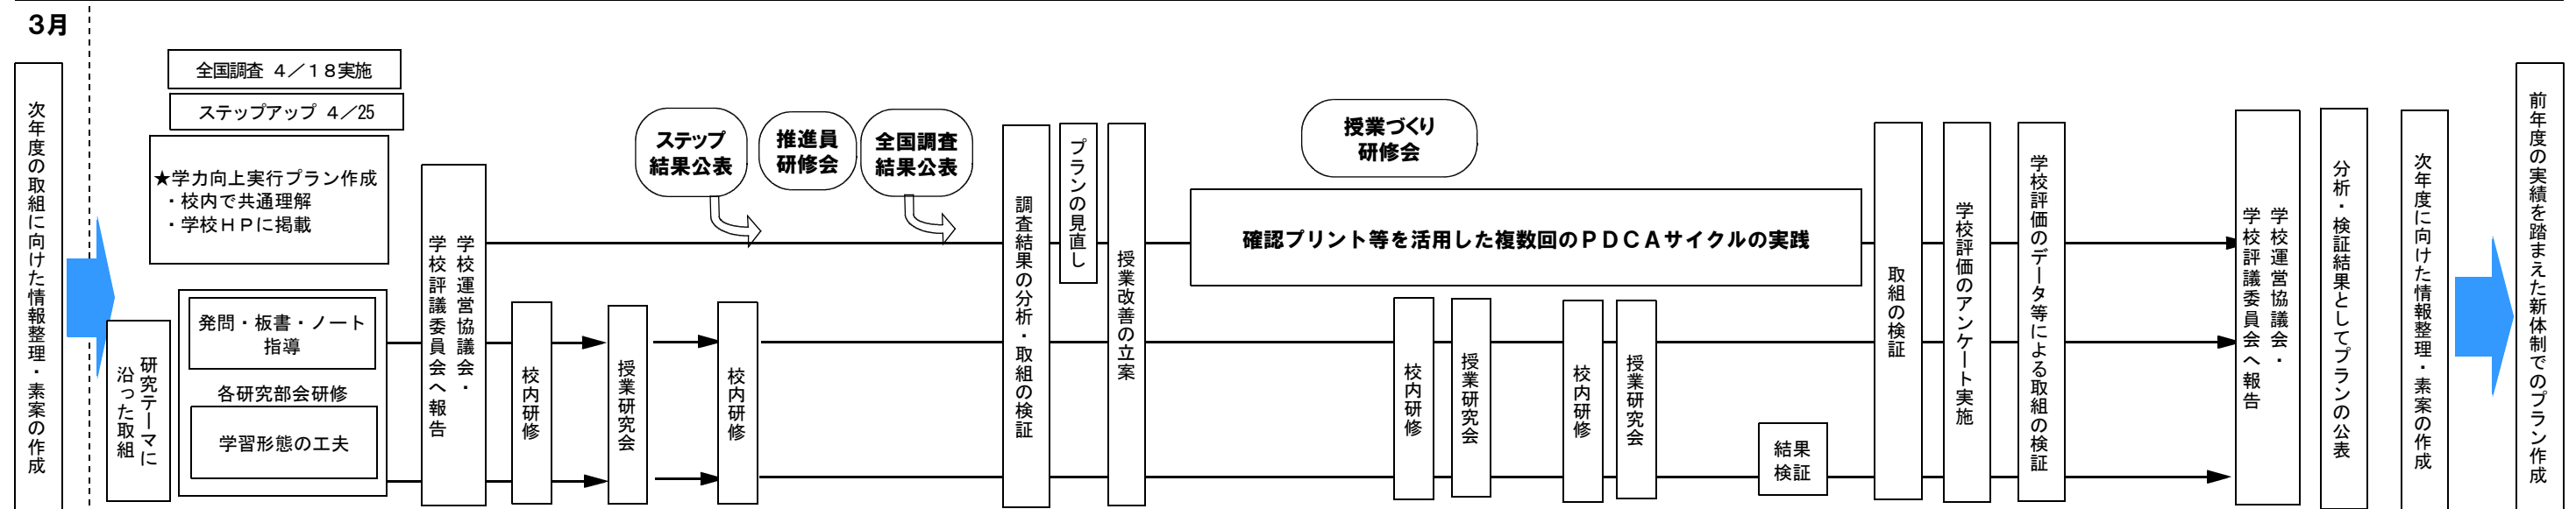 3月
次年度の取組に向けた情報整理・素案の作成
全国調査 4/18実施
ステップアップ 4/25
★学力向上実行プラン作成
・校内で共通理解
・学校HPに掲載
研究テーマに
沿った取組
発問・板書・ノート
指導
各研究部会研修
学習形態の工夫
学校運営協議会・
学校評議委員会へ報告
校内研修
授業研究会
校内研修
ステップ
結果公表
推進員
研修会
全国調査
結果公表
調査結果の分析・取組の検証
プランの見直し
授業改善の立案
授業づくり
研修会
確認プリント等を活用した複数回のPDCAサイクルの実践
校内研修
授業研究会
校内研修
授業研究会
結果
検証
取組の検証
学校評価のアンケート実施
学校評価のデータ等による取組の検証
学校運営協議会・
学校評議委員会へ報告
分析・検証結果としてプランの公表
次年度に向けた情報整理・素案の作成
前年度の実績を踏まえた新体制でのプラン作成